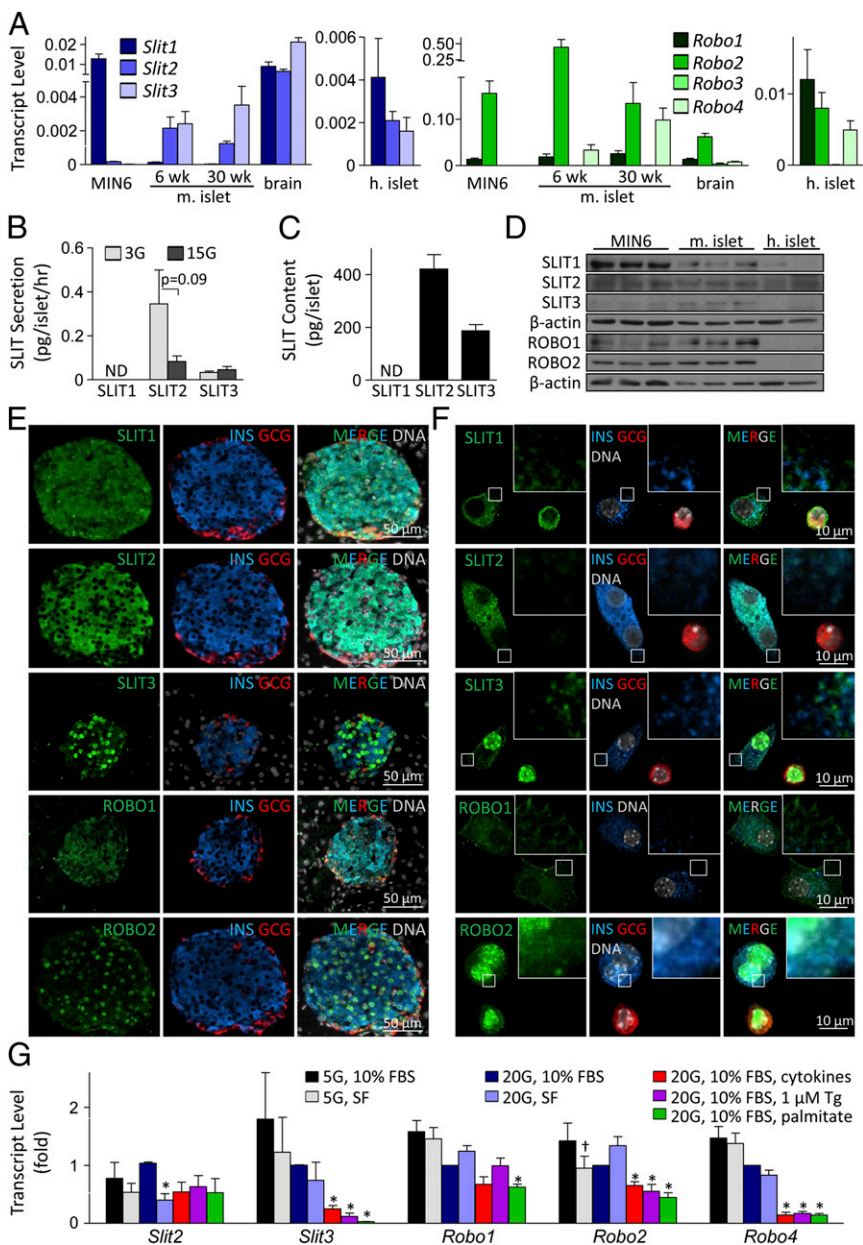 A
Transcript Level
0.02
0.01
0.004
0.002
0
Slit1
Slit2
Slit3
MIN6
6 wk
30 wk
m. islet
brain
0.006
0.004
0.002
0.000
h. islet
0.50
0.25
0.10
0.00
MIN6
6 wk
30 wk
m. islet
brain
Robo1
Robo2
Robo3
Robo4
0.01
0
h. islet
B
SLIT Secretion
(pg/islet/hr)
0.6
0.4
0.2
0.0
3G
15G
p=0.09
ND
SLIT1
SLIT2
SLIT3
C
SLIT Content
(pg/islet)
400
200
0
ND
SLIT1
SLIT2
SLIT3
D
MIN6
m. islet
h. islet
SLIT1
SLIT2
SLIT3
β-actin
ROBO1
ROBO2
β-actin
E
SLIT1
INS GCG
MERGE DNA
50 μm
SLIT2
INS GCG
MERGE DNA
50 μm
SLIT3
INS GCG
MERGE DNA
50 μm
ROBO1
INS GCG
MERGE DNA
50 μm
ROBO2
INS GCG
MERGE DNA
50 μm
F
SLIT1
INS GCG
DNA
MERGE
10 μm
SLIT2
INS GCG
DNA
MERGE
10 μm
SLIT3
INS GCG
DNA
MERGE
10 μm
ROBO1
INS DNA
MERGE
10 μm
ROBO2
INS GCG
DNA
MERGE
10 μm
G
Transcript Level
(fold)
2
1
0
5G, 10% FBS
5G, SF
20G, 10% FBS
20G, SF
20G, 10% FBS, cytokines
20G, 10% FBS, 1 μM Tg
20G, 10% FBS, palmitate
*
* * *
*
†
* * *
* * *
Slit2
Slit3
Robo1
Robo2
Robo4